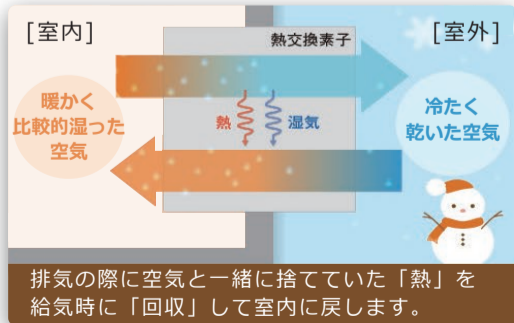 [室内]
熱交換素子
[室外]
暖かく
比較的湿った
空気
熱
湿気
冷たく
乾いた空気
排気の際に空気と一緒に捨てていた「熱」を
給気時に「回収」して室内に戻します。